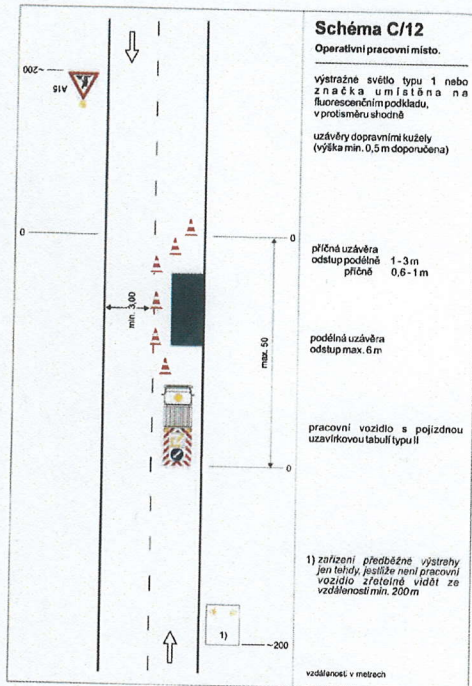 Schéma C/12
Operativní pracovní místo.
výstražné světlo typu 1 nebo
značka umístěna na
fluorescenčním podkladu,
v protisměru shodně
uzávěry dopravními kužely
(výška min. 0,5 m doporučena)
příčná uzávěra
odstup podélně 1 - 3 m
příčně 0,6 - 1 m
podélná uzávěra
odstup max. 6 m
pracovní vozidlo s pojízdnou
uzavírkovou tabulí typu II
1) zařízení předběžné výstrahy
jen tehdy, jestliže není pracovní
vozidlo zřetelně vidět ze
vzdálenosti min. 200 m
vzdálenosti v metrech
200~
A15
0
0
min. 3,00
max. 50
0
1)
~200